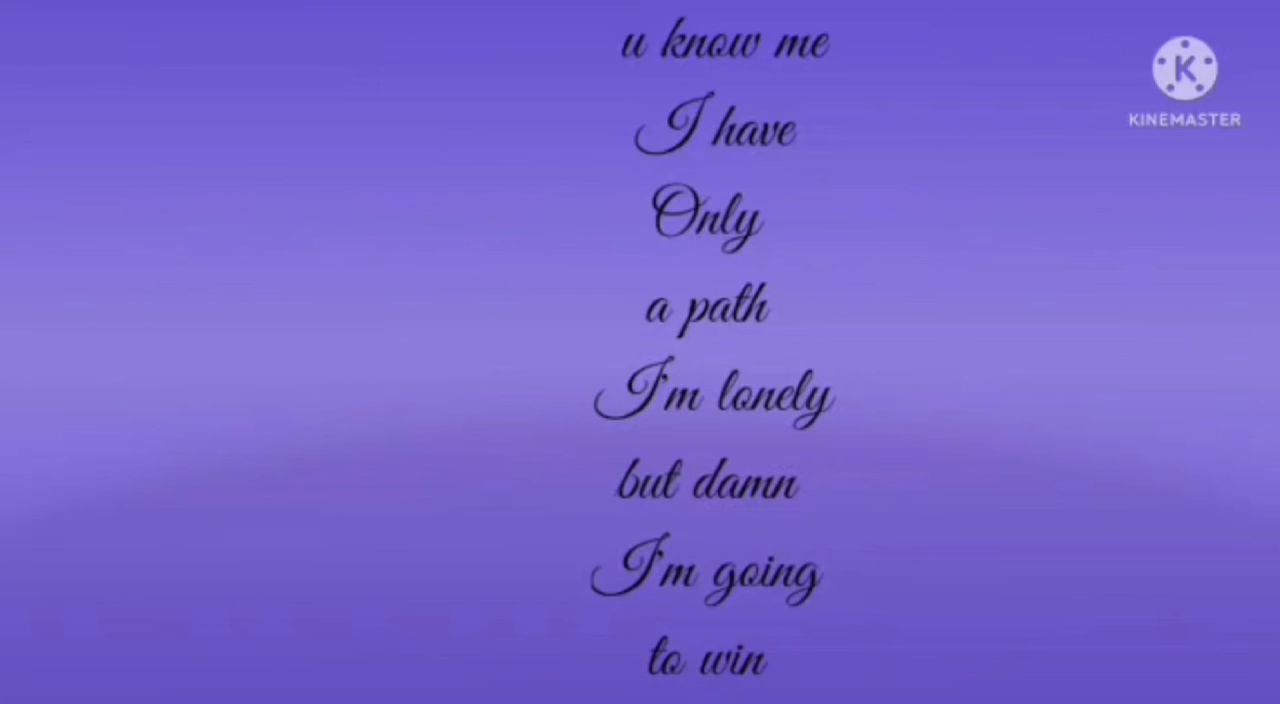 u know me
I have
Only
a path
I'm lonely
but damn
I'm going
to win
K
KINEMASTER